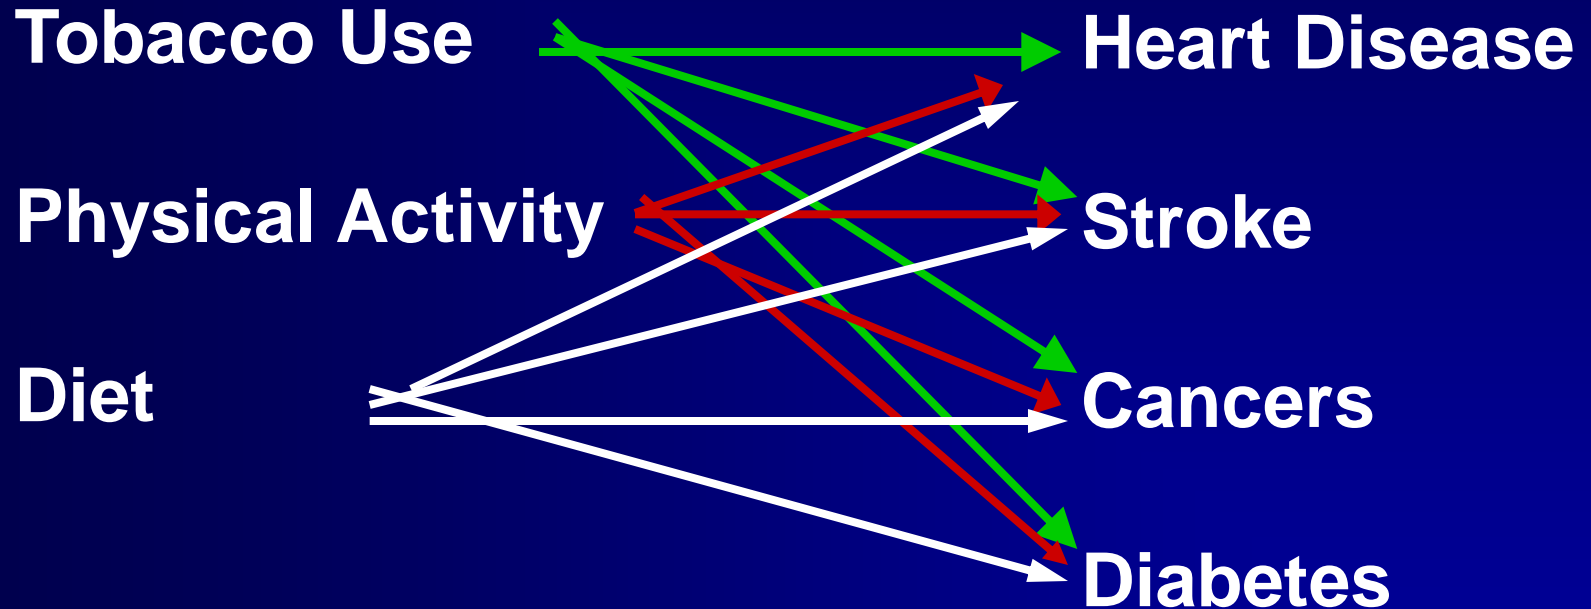 Tobacco Use
Heart Disease
Physical Activity
Stroke
Diet
Cancers
Diabetes